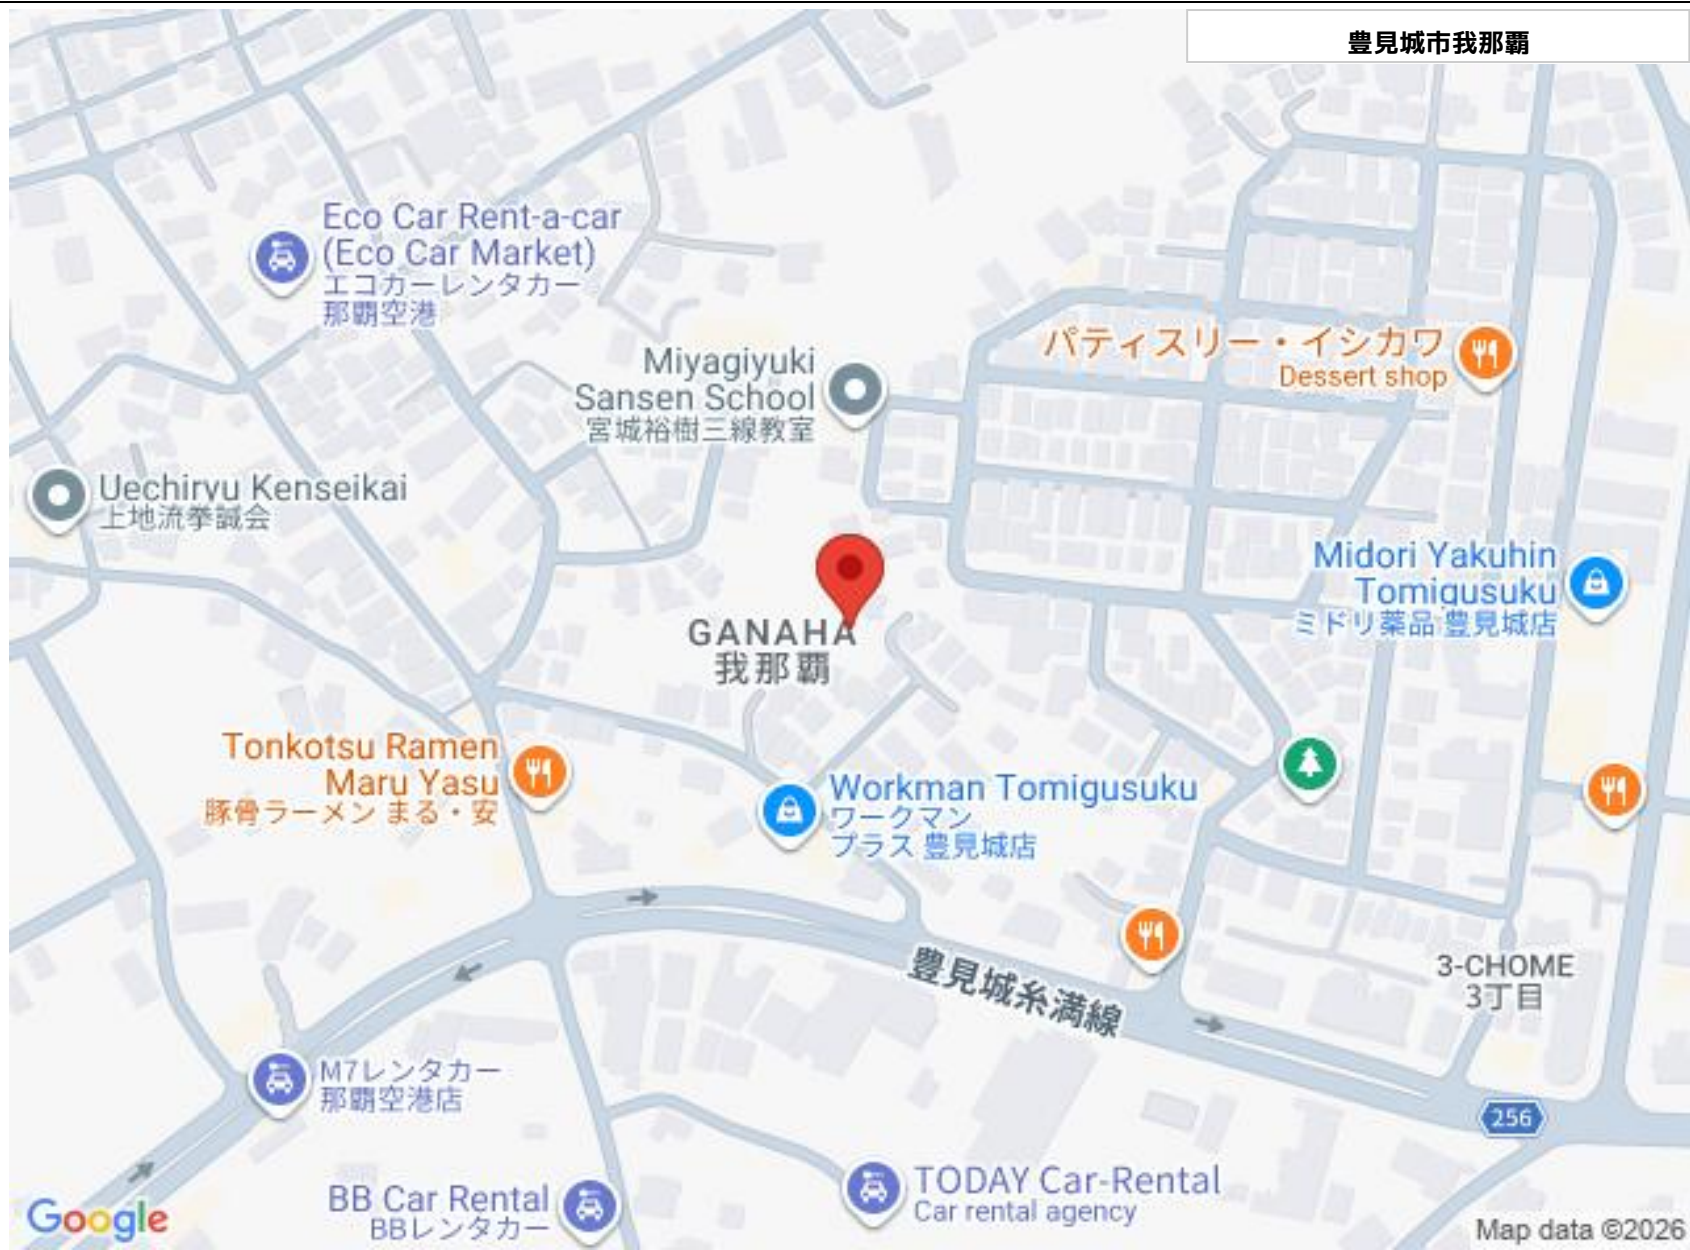 豊見城市我那覇
Eco Car Rent-a-car
(Eco Car Market)
エコカーレンタカー
那覇空港
Miyagiyuki
Sansen School
宮城裕樹三線教室
パティスリー・イシカワ
Dessert shop
Uechiryu Kenseikai
上地流拳誠会
Midori Yakuhin
Tomigusuku
ミドリ薬品 豊見城店
GANAHA
我那覇
Tonkotsu Ramen
Maru Yasu
豚骨ラーメン まる・安
Workman Tomigusuku
ワークマン
プラス 豊見城店
豊見城糸満線
3-CHOME
3丁目
M7レンタカー
那覇空港店
256
BB Car Rental
BBレンタカー
TODAY Car-Rental
Car rental agency
Google
Map data ©2026